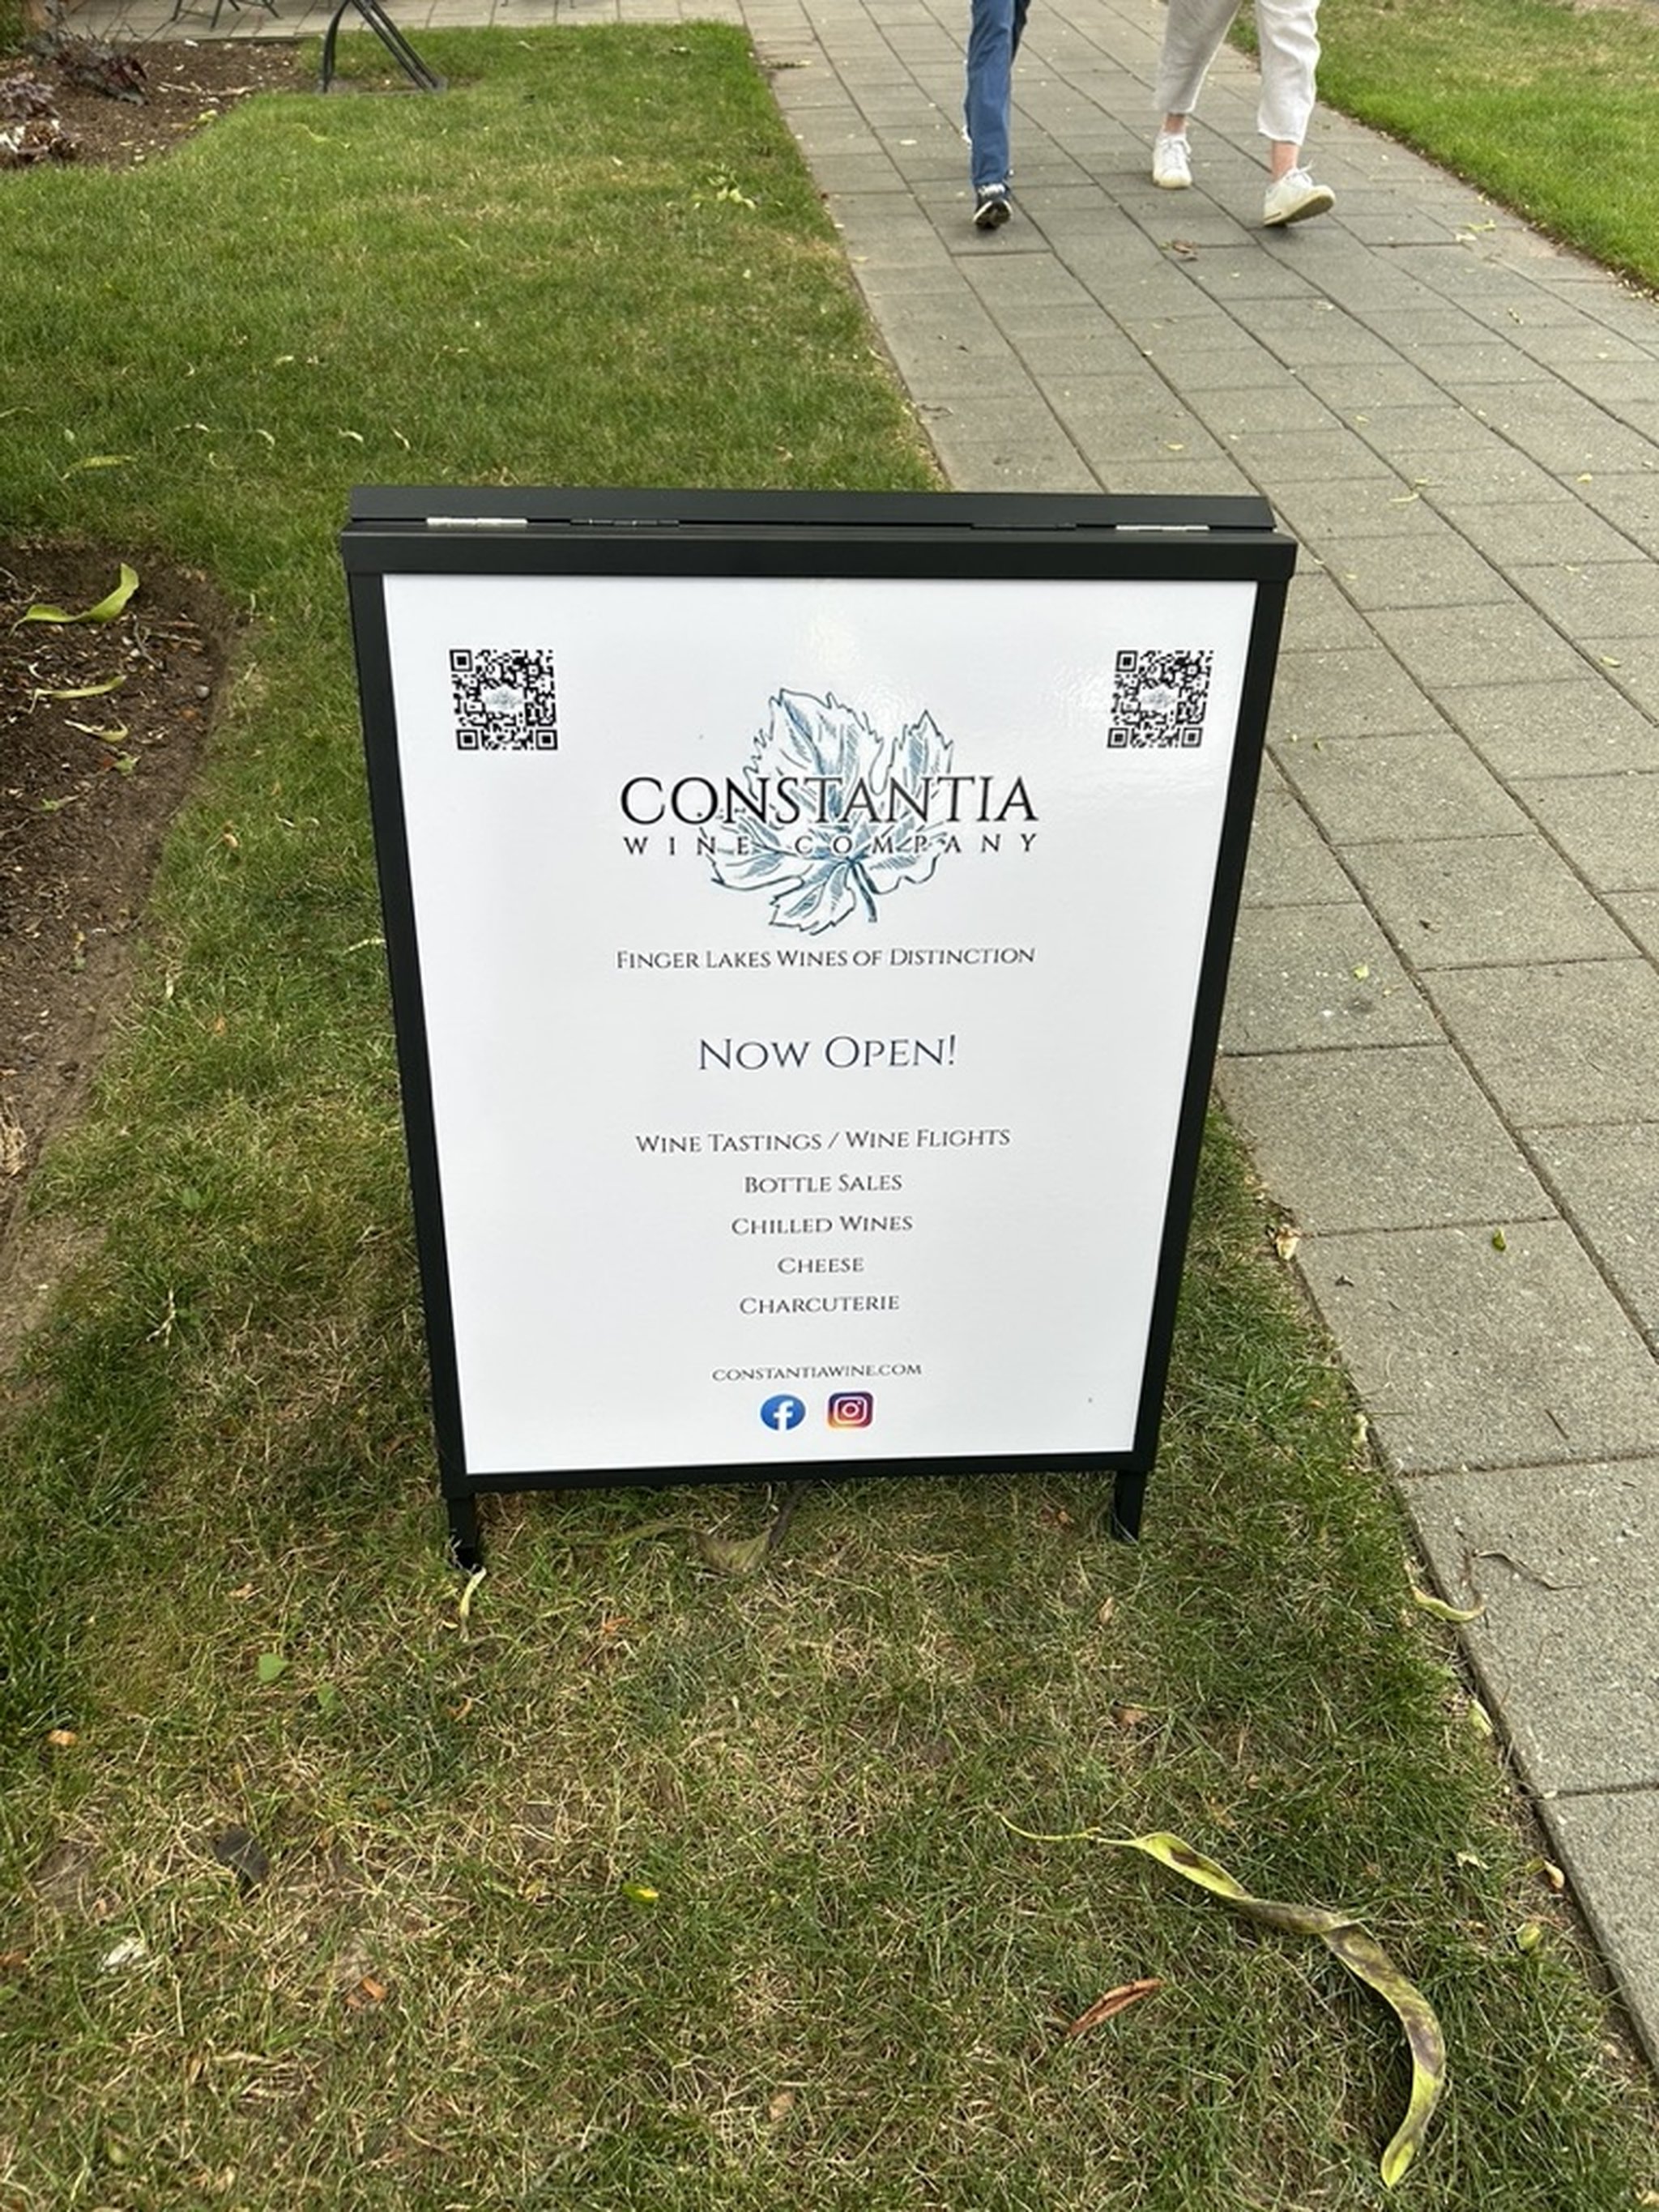 CONSTANTIA
WINE COMPANY
FINGER LAKES WINES OF DISTINCTION
NOW OPEN!
WINE TASTINGS / WINE FLIGHTS
BOTTLE SALES
CHILLED WINES
CHEESE
CHARCUTERIE
CONSTANTIAWINE.COM